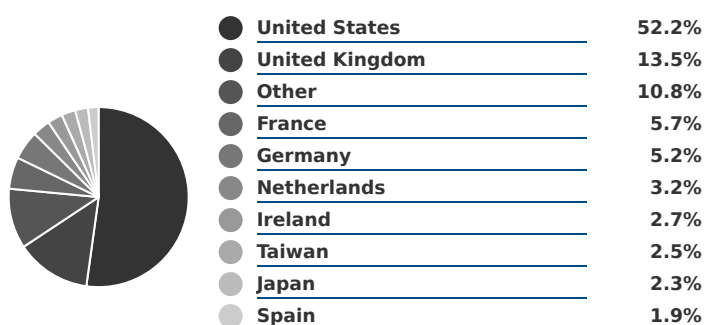 United States 52.2%
United Kingdom 13.5%
Other 10.8%
France 5.7%
Germany 5.2%
Netherlands 3.2%
Ireland 2.7%
Taiwan 2.5%
Japan 2.3%
Spain 1.9%